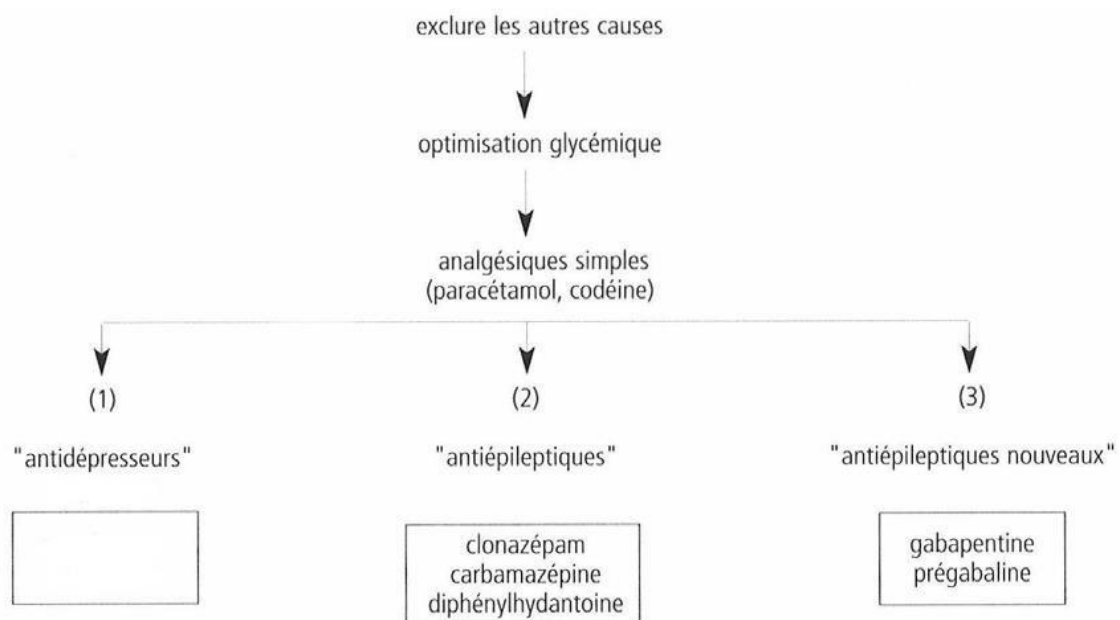 exclure les autres causes
optimisation glycémique
analgésiques simples
(paracétamol, codéine)
(1)
(2)
(3)
"antidépresseurs"
"antiépileptiques"
"antiépileptiques nouveaux"
clonazépam
carbamazépine
diphénylhydantoine
gabapentine
prégabaline